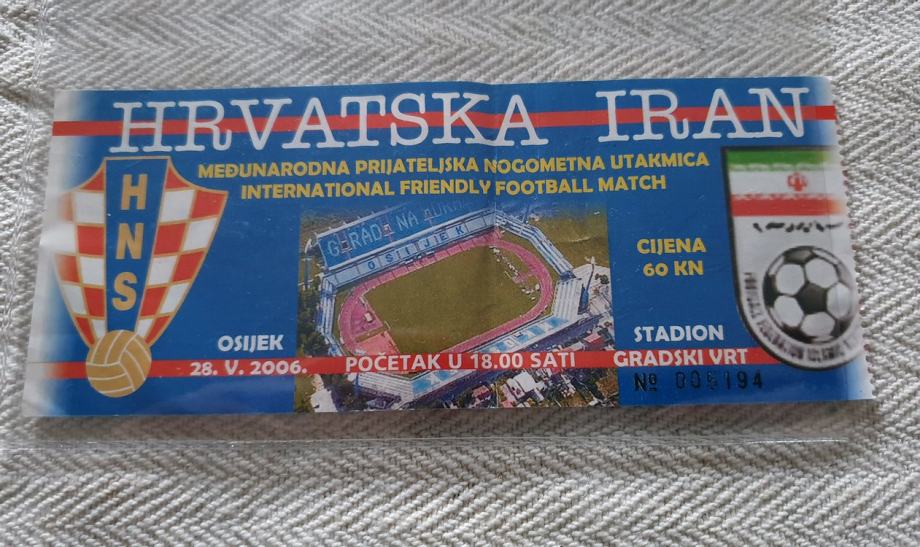 HRVATSKA IRAN
MEĐUNARODNA PRIJATELJSKA NOGOMETNA UTAKMICA
INTERNATIONAL FRIENDLY FOOTBALL MATCH
HNS
OSIJEK
CIJENA
60 KN
OSIJEK
28. V. 2006.
POČETAK U 18.00 SATI
STADION
GRADSKI VRT
Nº